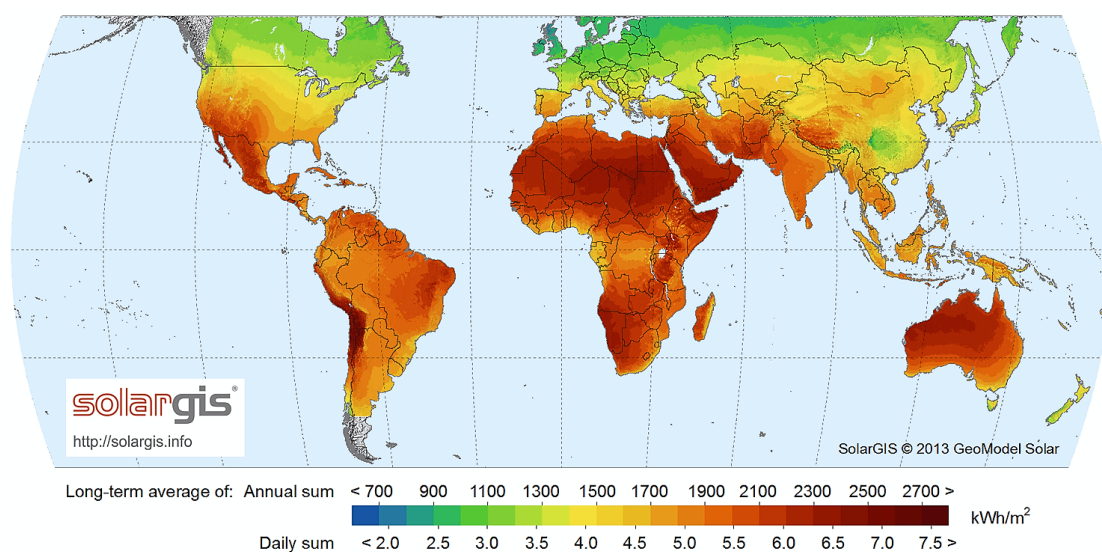 solargis®
http://solargis.info
SolarGIS © 2013 GeoModel Solar
Long-term average of: Annual sum < 700 900 1100 1300 1500 1700 1900 2100 2300 2500 2700 > kWh/m²
Daily sum < 2.0 2.5 3.0 3.5 4.0 4.5 5.0 5.5 6.0 6.5 7.0 7.5 >